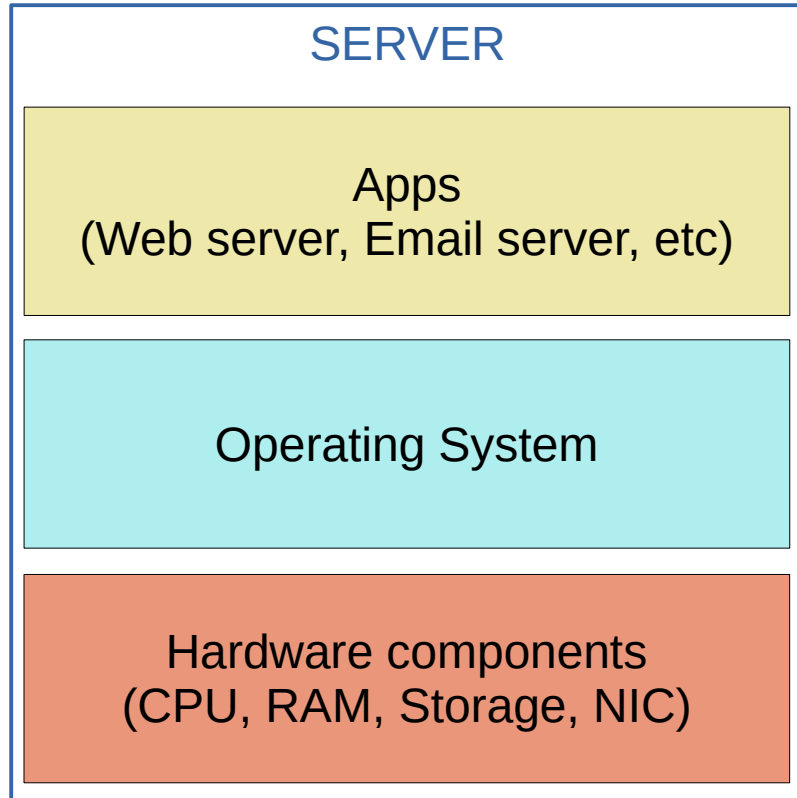 SERVER
Apps
(Web server, Email server, etc)
Operating System
Hardware components
(CPU, RAM, Storage, NIC)